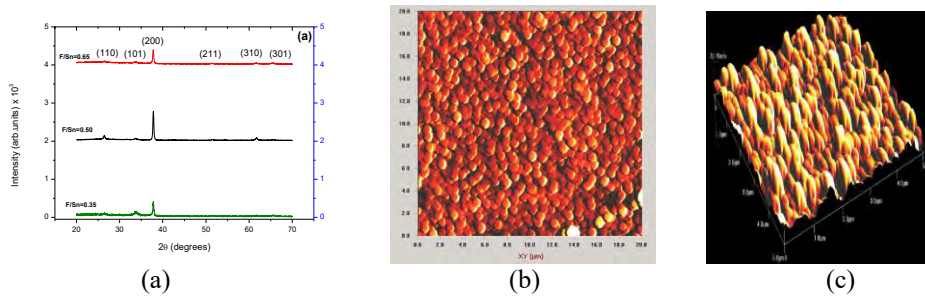 (a)
5
4
3
2
1
0
Intensity (arb.units) x 10³
F/Sn=0.65
F/Sn=0.50
F/Sn=0.35
(110)
(101)
(200)
(211)
(310)
(301)
5
4
3
2
1
0
20 30 40 50 60 70
2θ (degrees)
20.0
18.0
16.0
14.0
12.0
10.0
8.0
6.0
4.0
2.0
0.0
0.0 2.0 4.0 6.0 8.0 10.0 12.0 14.0 16.0 18.0 20.0
XY (µm)
(a) (b) (c)